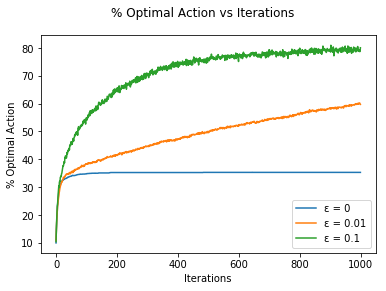 % Optimal Action vs Iterations
% Optimal Action
80
70
60
50
40
30
20
10
0
200
400
600
800
1000
Iterations
ε = 0
ε = 0.01
ε = 0.1